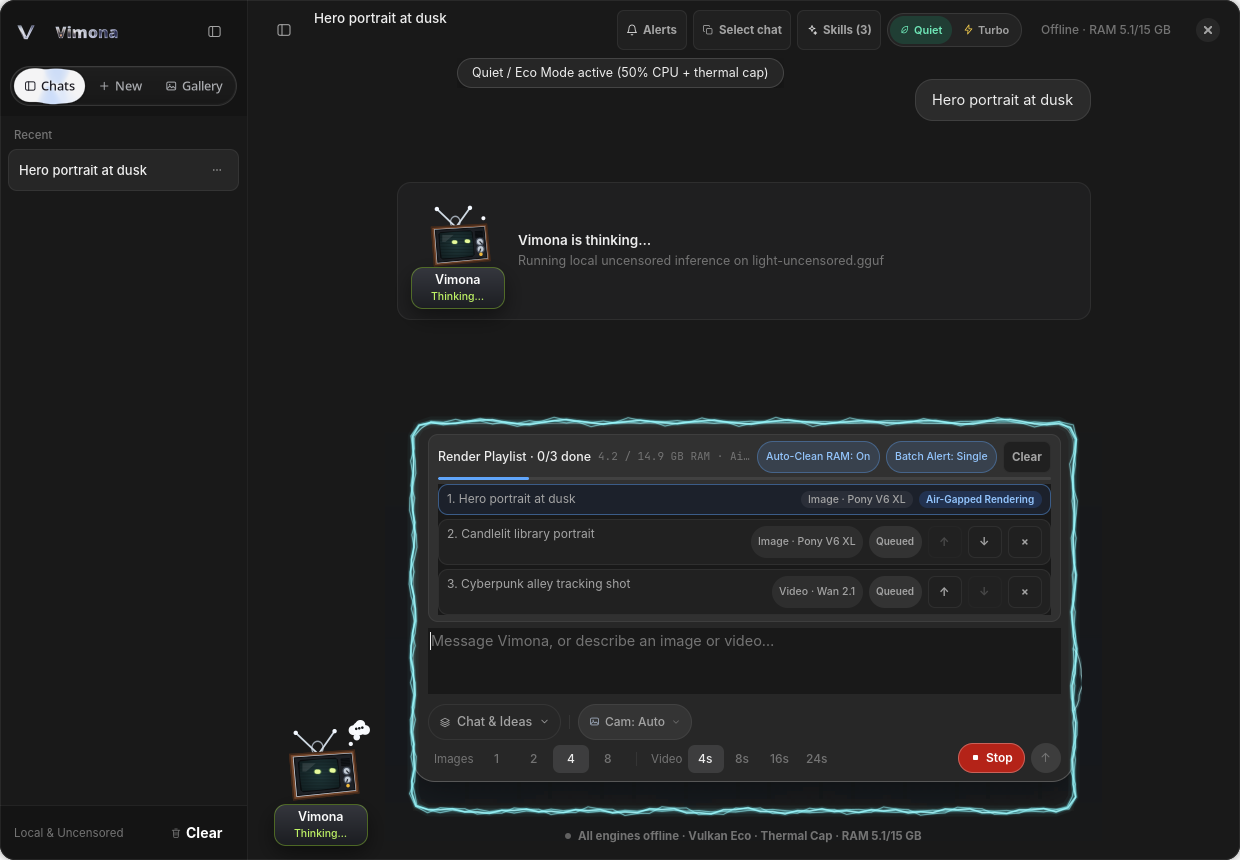 Vimona
Hero portrait at dusk
Alerts
Select chat
Skills (3)
Quiet
Turbo
Offline · RAM 5.1/15 GB
Chats
New
Gallery
Quiet / Eco Mode active (50% CPU + thermal cap)
Hero portrait at dusk
Recent
Hero portrait at dusk
Vimona is thinking...
Running local uncensored inference on light-uncensored.gguf
Vimona
Thinking...
Render Playlist · 0/3 done
4.2 / 14.9 GB RAM · Ai…
Auto-Clean RAM: On
Batch Alert: Single
Clear
1. Hero portrait at dusk
Image · Pony V6 XL
Air-Gapped Rendering
2. Candlelit library portrait
Image · Pony V6 XL
Queued
3. Cyberpunk alley tracking shot
Video · Wan 2.1
Queued
Message Vimona, or describe an image or video...
Chat & Ideas
Cam: Auto
Images 1 2 4 8
Video 4s 8s 16s 24s
Stop
Vimona
Thinking...
Local & Uncensored
Clear
All engines offline · Vulkan Eco · Thermal Cap · RAM 5.1/15 GB